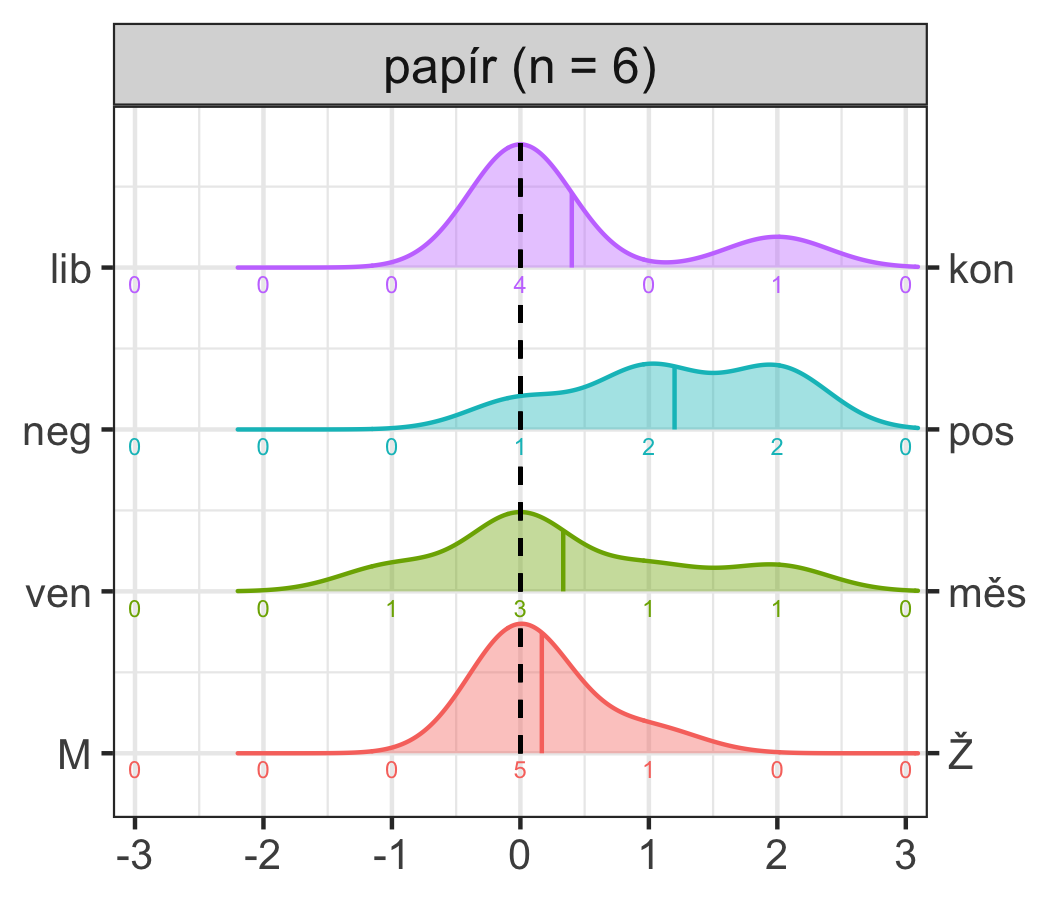 papír (n = 6)
lib kon
0 0 0 4 0 1 0
neg pos
0 0 0 1 2 2 0
ven měs
0 0 1 3 1 1 0
M Ž
0 0 0 5 1 0 0
-3 -2 -1 0 1 2 3